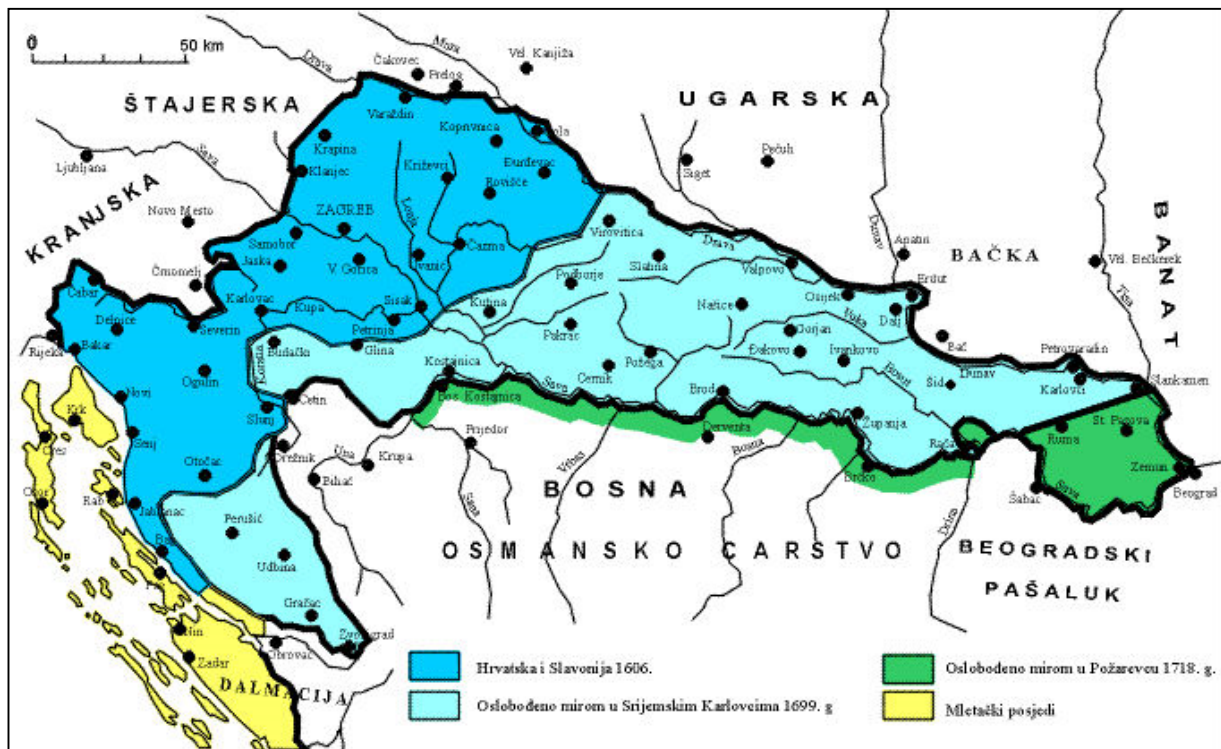 0 50 km
Mura
Vel. Kanjiža
Drava
Čakovec
Prelog
ŠTAJERSKA
UGARSKA
Varaždin
Koprivnica
Krapina
Đurđevac
Pečuh
Siget
Ljubljana
Sava
Klanjec
Križevci
Rovišće
KRANJSKA
Novo Mesto
ZAGREB
Lonja
BANAT
Samobor
Jaska
V. Gorica
Ivanić
Čazma
Virovitica
Drava
Dunav
Apatin
BAČKA
Črnomelj
Slatina
Valpovo
Vel. Bečkerek
Podborje
Čabar
Karlovac
Kupa
Sisak
Kutina
Našice
Osijek
Erdut
Tisa
Delnice
Severin
Petrinja
Pakrac
Vuka
Dalj
Gorjan
Rijeka
Bakar
Budački
Glina
Korana
Požega
Đakovo
Ivankovo
Bač
Petrovaradin
Ogulin
Kostajnica
Cernik
Bosut
Dunav
Šid
Karlovci
Slankamen
Novi
Cetin
Bos. Kostajnica
Sava
Brod
Krk
Slunj
Županja
St. Pazova
Cres
Senj
Drežnik
Prijedor
Derventa
Rača
Ruma
Una
Krupa
Vrbas
Bosna
Zemun
Otočac
Bihać
Brčko
Šabac
Sava
Beograd
Rab
BOSNA
Jablanac
Sana
Drina
Perušić
Udbina
OSMANSKO CARSTVO
BEOGRADSKI
PAŠALUK
Gračac
Nin
Obrovac
Zvonigrad
Zadar
DALMACIJA
Hrvatska i Slavonija 1606.
Oslobođeno mirom u Požarevcu 1718. g.
Oslobođeno mirom u Srijemskim Karlovcima 1699. g
Mletački posjedi